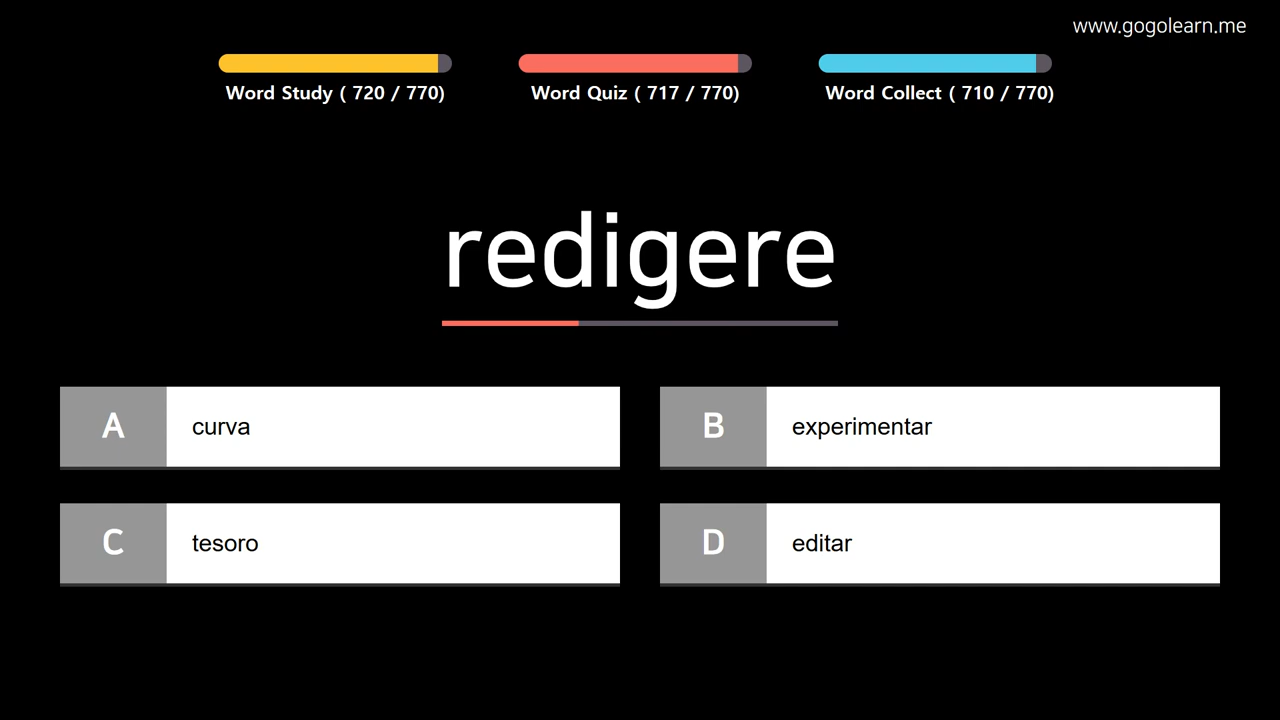 www.gogolearn.me
Word Study ( 720 / 770)
Word Quiz ( 717 / 770)
Word Collect ( 710 / 770)
redigere
A curva
B experimentar
C tesoro
D editar